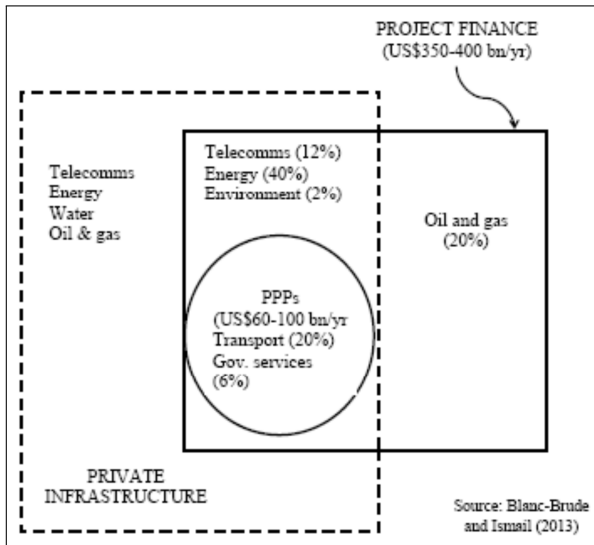 PROJECT FINANCE
(US$350-400 bn/yr)
Telecomms
Energy
Water
Oil & gas
Telecomms (12%)
Energy (40%)
Environment (2%)
Oil and gas
(20%)
PPPs
(US$60-100 bn/yr
Transport (20%)
Gov. services
(6%)
PRIVATE
INFRASTRUCTURE
Source: Blanc-Brude
and Ismail (2013)